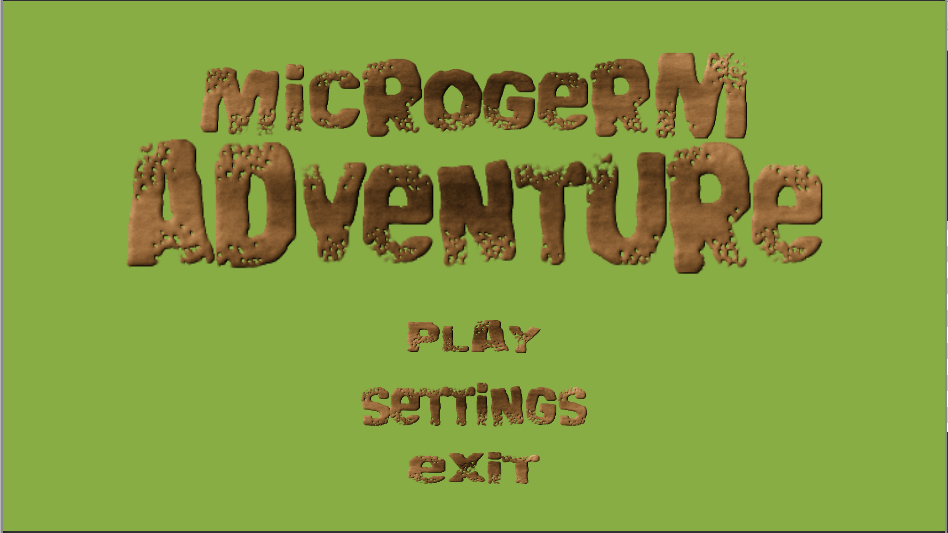 MicRogeRM
ADventURe
PLAY
SettiNGS
exiT